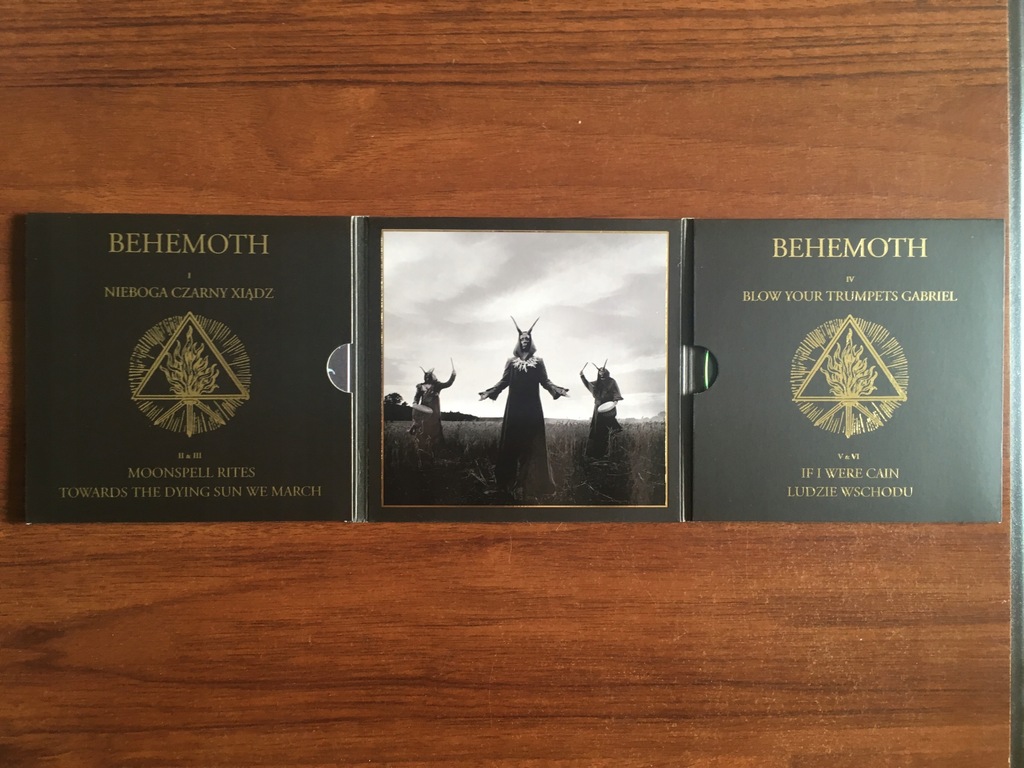 BEHEMOTH
I
NIEBOGA CZARNY XIĄDZ
II & III
MOONSPELL RITES
TOWARDS THE DYING SUN WE MARCH
BEHEMOTH
IV
BLOW YOUR TRUMPETS GABRIEL
V & VI
IF I WERE CAIN
LUDZIE WSCHODU